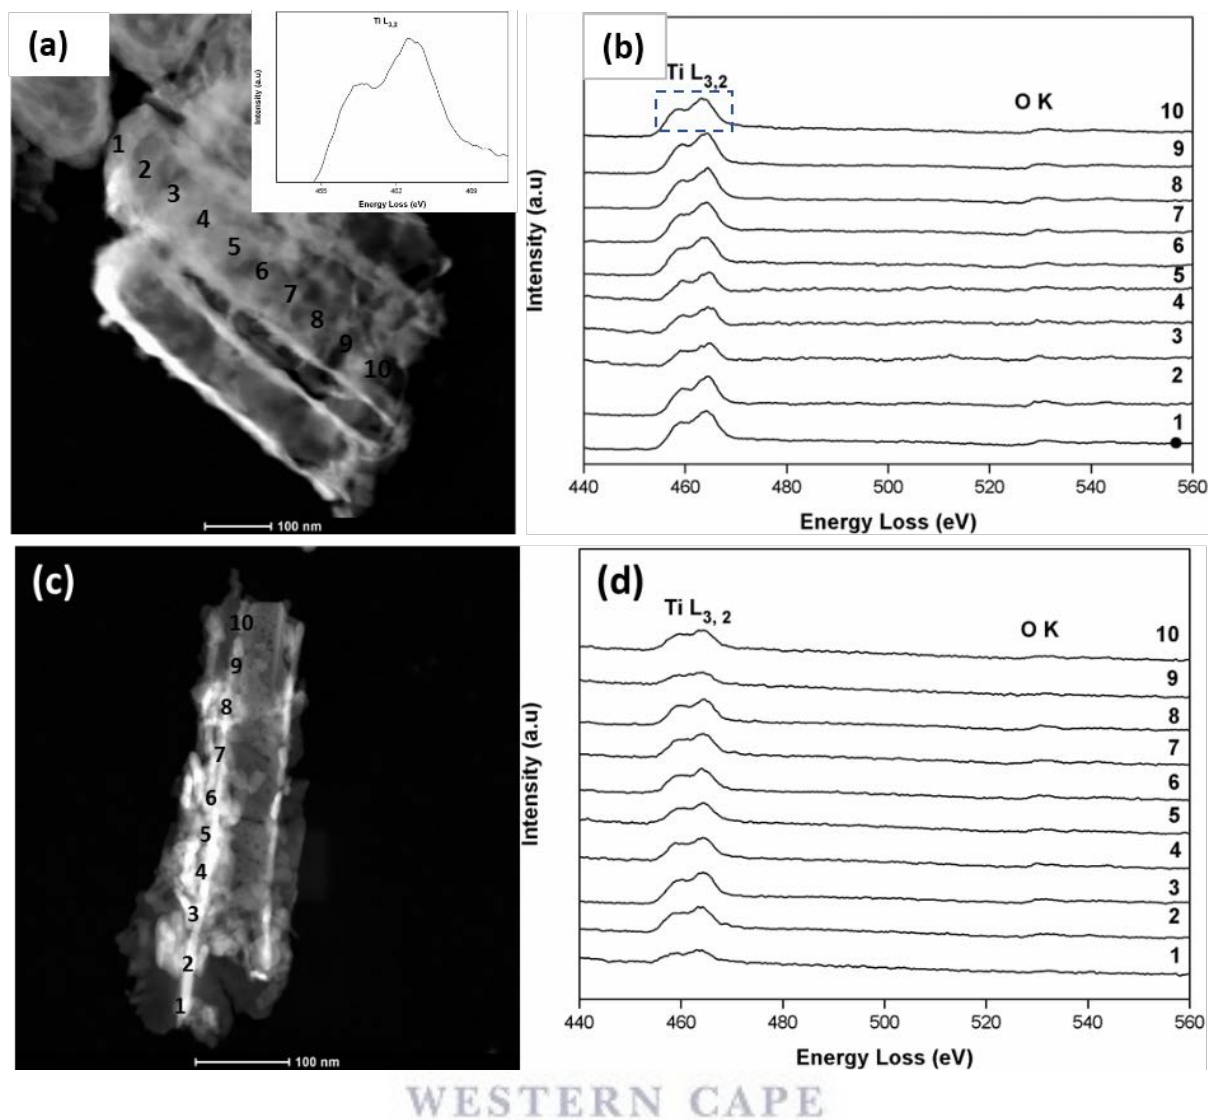 (a)
Ti L3,2
Intensity (a.u)
455
462
469
Energy Loss (eV)
1
2
3
4
5
6
7
8
9
10
100 nm
(b)
Ti L3,2
O K
10
9
8
7
6
5
4
3
2
1
Intensity (a.u)
440 460 480 500 520 540 560
Energy Loss (eV)
(c)
10
9
8
7
6
5
4
3
2
1
100 nm
(d)
Ti L3, 2
O K
10
9
8
7
6
5
4
3
2
1
Intensity (a.u)
440 460 480 500 520 540 560
Energy Loss (eV)
WESTERN CAPE